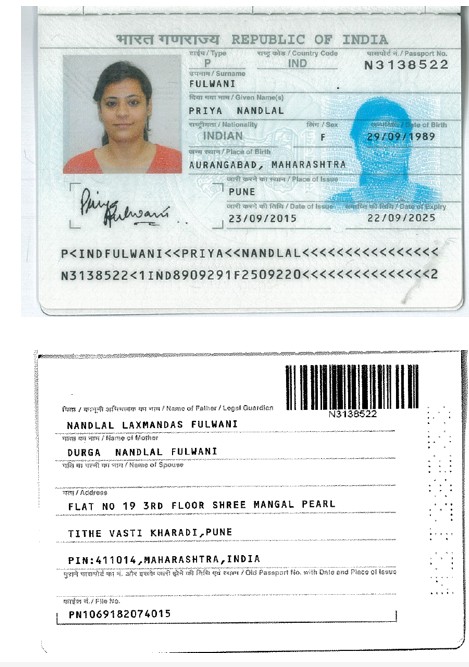 भारत गणराज्य REPUBLIC OF INDIA
टाईप / Type राष्ट्र कोड / Country Code पासपोर्ट नं. / Passport No.
P IND N3138522
उपनाम / Surname
FULWANI
दिया गया नाम / Given Name(s)
PRIYA NANDLAL
राष्ट्रीयता / Nationality लिंग / Sex Date of Birth
INDIAN F 29/09/1989
जन्म स्थान / Place of Birth
AURANGABAD, MAHARASHTRA
जारी करने का स्थान / Place of Issue
PUNE
जारी करने की तिथि / Date of Issue समाप्ति की तिथि / Date of Expiry
23/09/2015 22/09/2025
Priya Fulwani
P<INDFULWANI<<PRIYA<<NANDLAL<<<<<<<<<<<<<<<<
N3138522<1IND8909291F2509220<<<<<<<<<<<<<<2
N3138522
पिता / कानूनी अभिभावक का नाम / Name of Father / Legal Guardian
NANDLAL LAXMANDAS FULWANI
माता का नाम / Name of Mother
DURGA NANDLAL FULWANI
पति या पत्नी का नाम / Name of Spouse
पता / Address
FLAT NO 19 3RD FLOOR SHREE MANGAL PEARL
TITHE VASTI KHARADI,PUNE
PIN:411014,MAHARASHTRA,INDIA
पुराने पासपोर्ट का नं. और इसके जारी होने की तिथि एवं स्थान / Old Passport No. with Date and Place of Issue
फाईल नं. / File No.
PN1069182074015